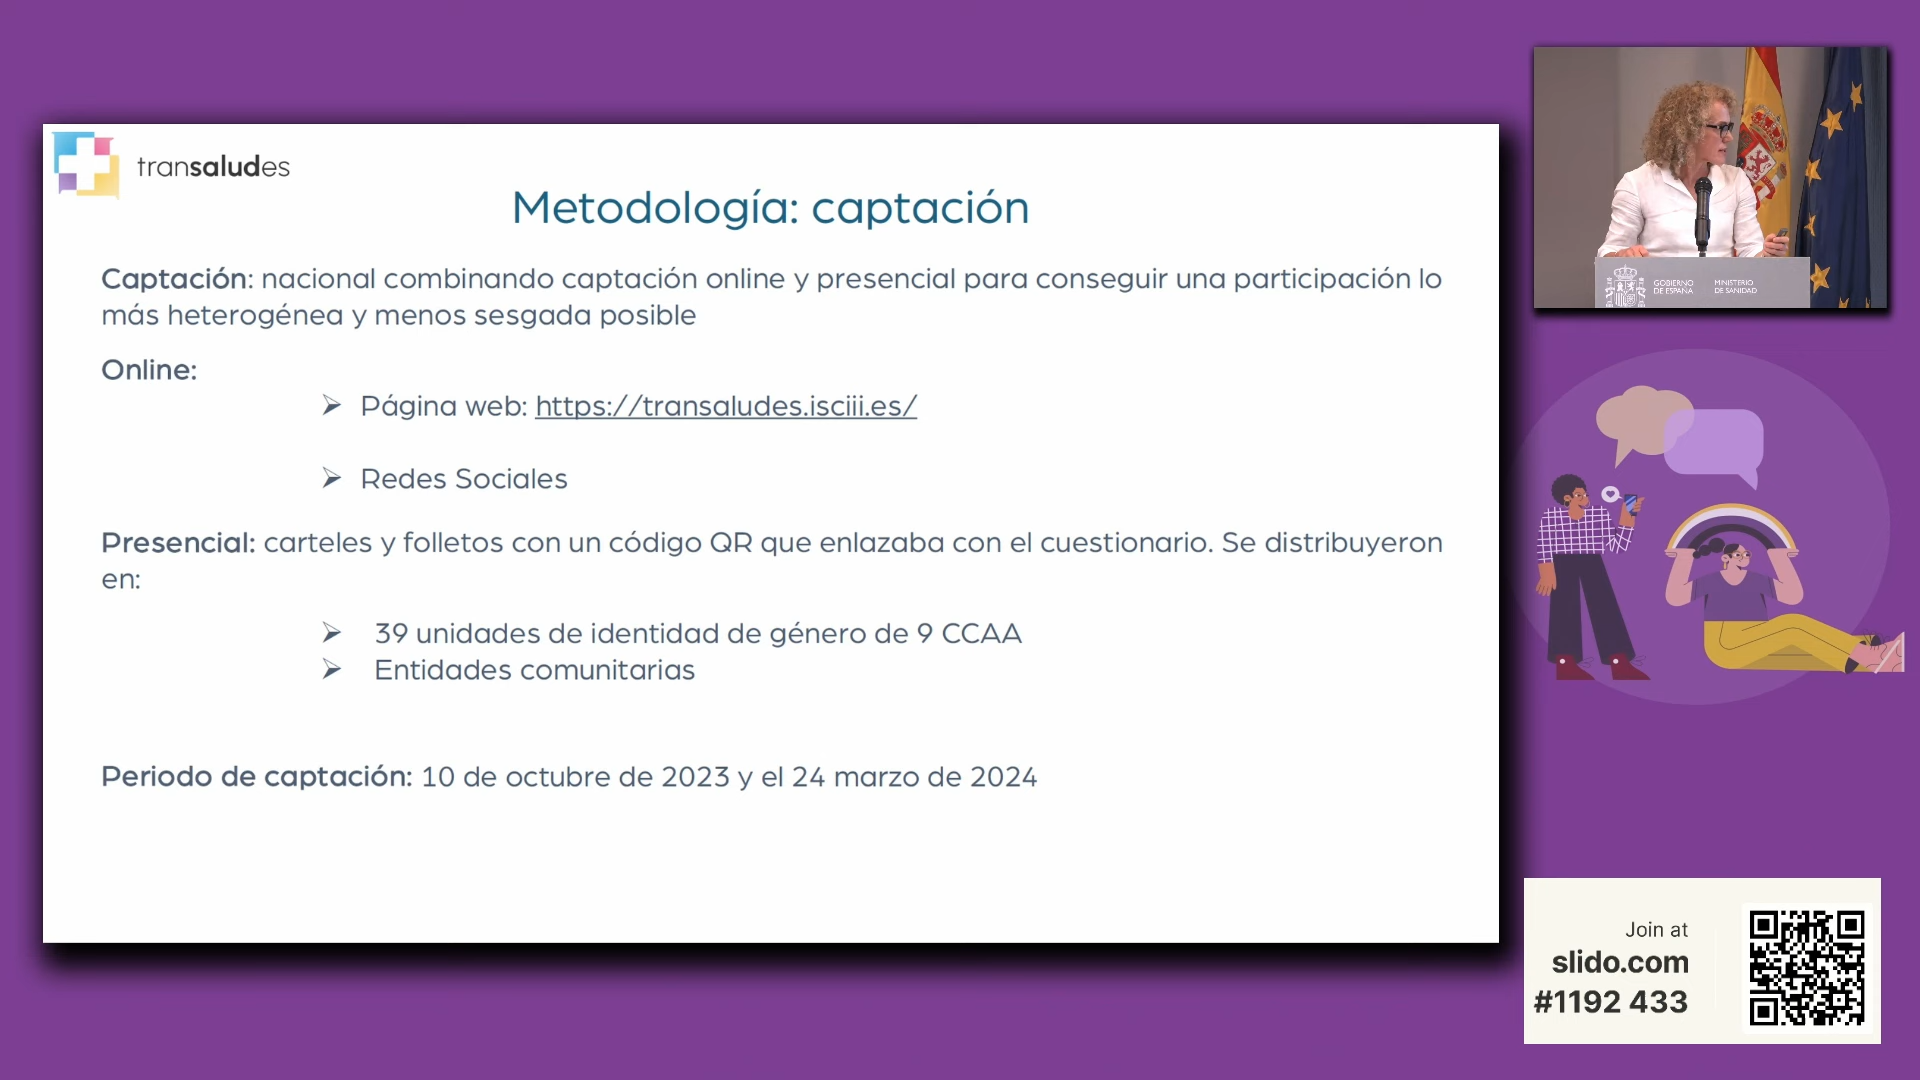 transaludes
Metodología: captación
Captación: nacional combinando captación online y presencial para conseguir una participación lo
más heterogénea y menos sesgada posible
Online:
➢ Página web: https://transaludes.isciii.es/
➢ Redes Sociales
Presencial: carteles y folletos con un código QR que enlazaba con el cuestionario. Se distribuyeron
en:
➢ 39 unidades de identidad de género de 9 CCAA
➢ Entidades comunitarias
Periodo de captación: 10 de octubre de 2023 y el 24 marzo de 2024
GOBIERNO
DE ESPAÑA
MINISTERIO
DE SANIDAD
Join at
slido.com
#1192 433